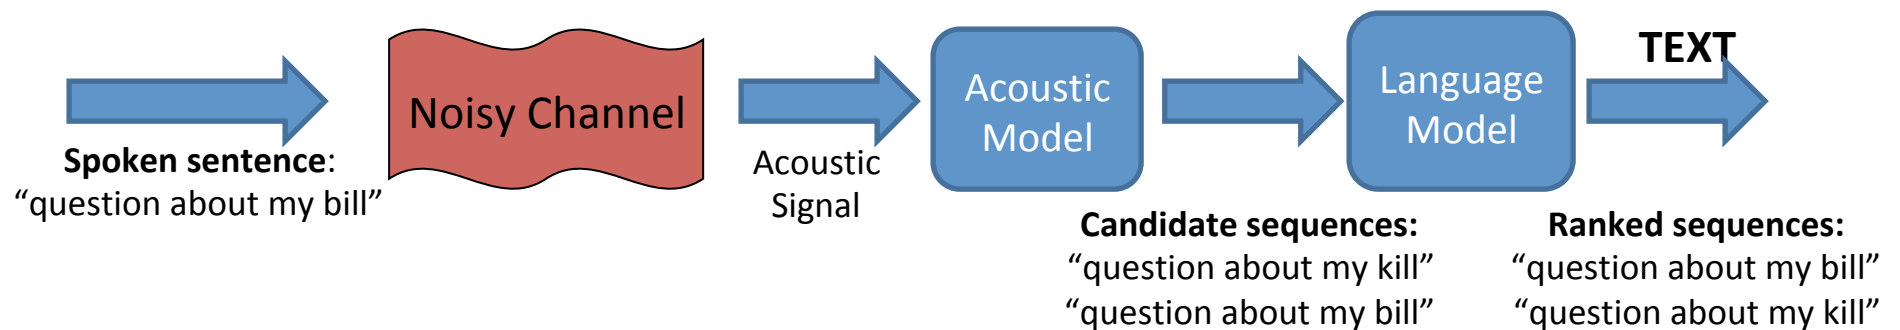 Spoken sentence:
“question about my bill”
Noisy Channel
Acoustic
Signal
Acoustic
Model
Candidate sequences:
“question about my kill”
“question about my bill”
Language
Model
TEXT
Ranked sequences:
“question about my bill”
“question about my kill”